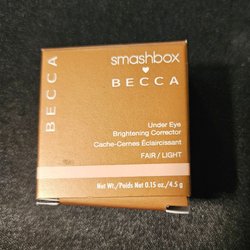 BECCA
smashbox
BECCA
Under Eye
Brightening Corrector
Cache-Cernes Éclaircissant
FAIR / LIGHT
Net Wt./Poids Net 0.15 oz./4.5 g